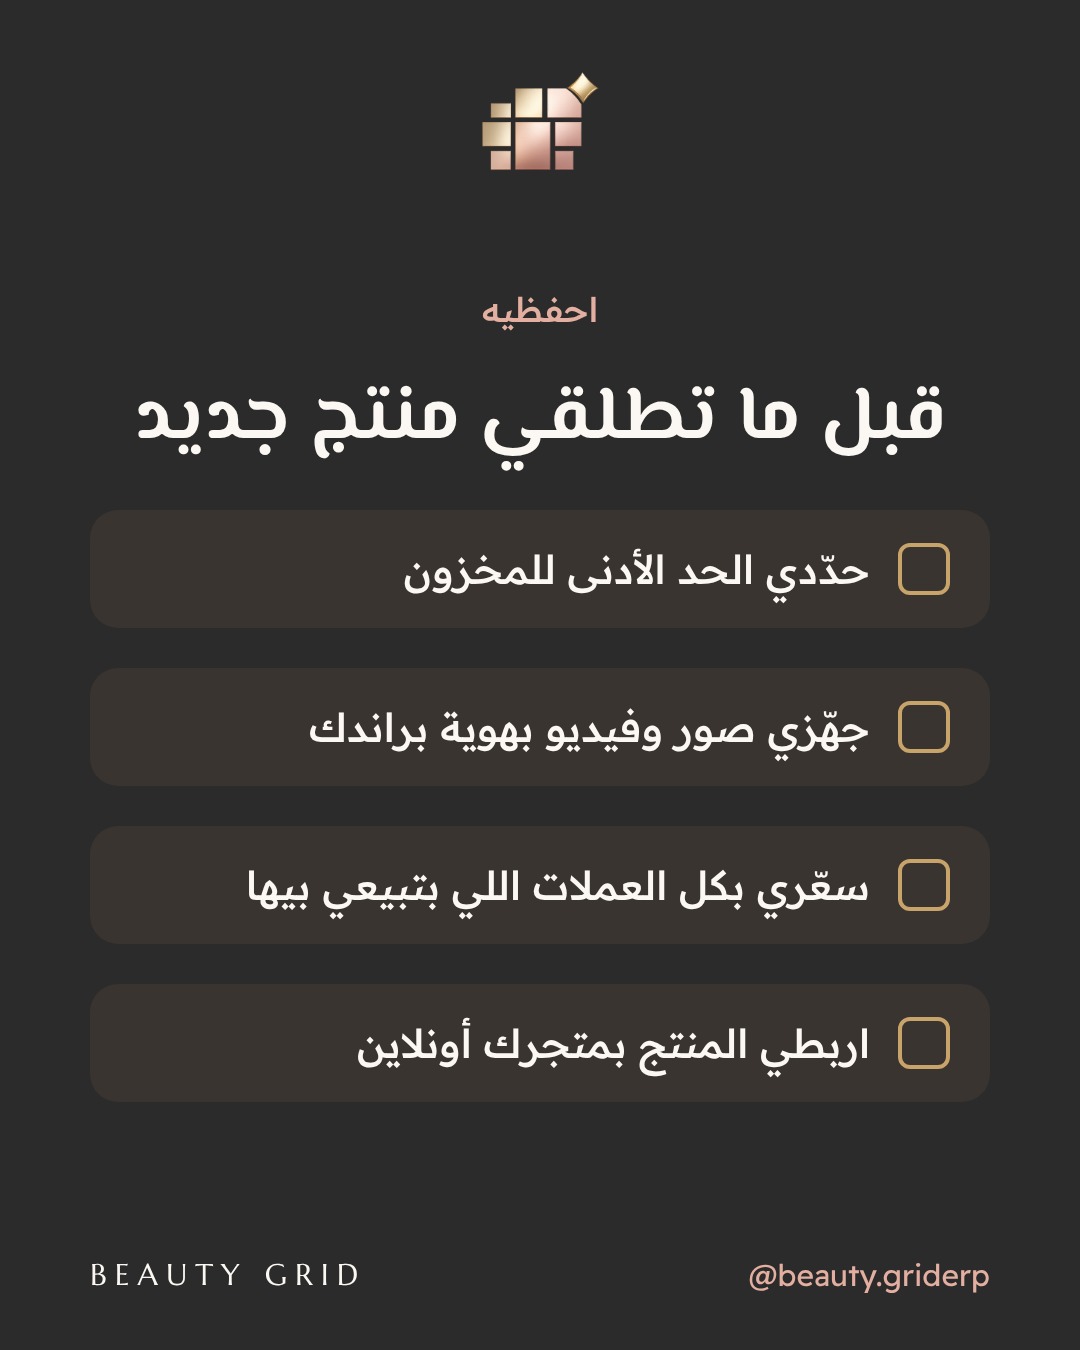 احفظيه
قبل ما تطلقي منتج جديد
حدّدي الحد الأدنى للمخزون
جهّزي صور وفيديو بهوية براندك
سعّري بكل العملات اللي بتبيعي بيها
اربطي المنتج بمتجرك أونلاين
BEAUTY GRID
@beauty.griderp